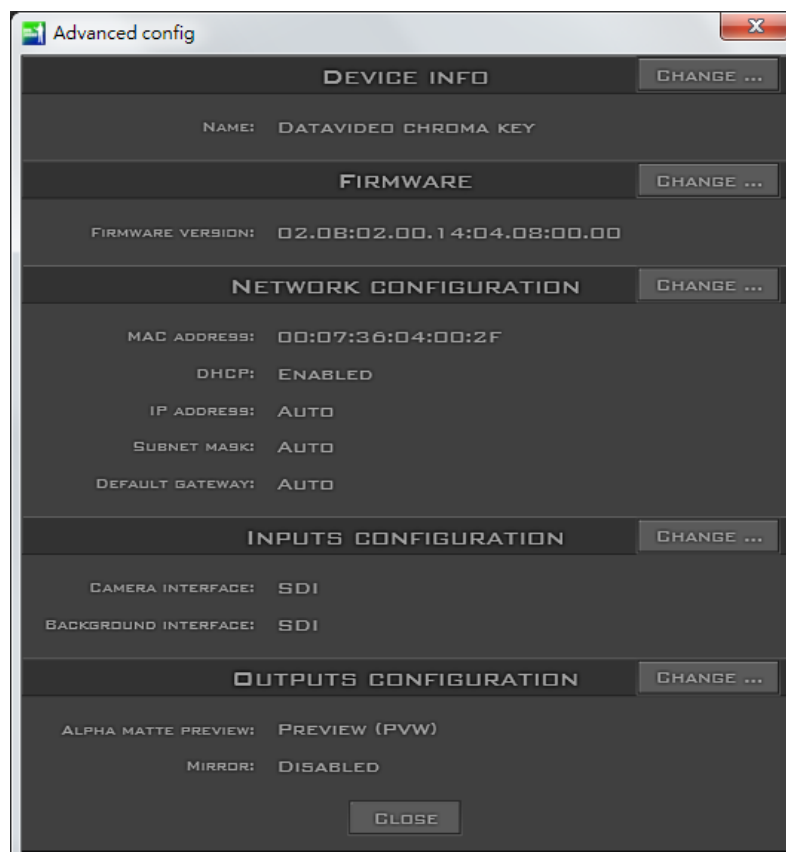 Advanced config
X
DEVICE INFO CHANGE ...
NAME: DATAVIDEO CHROMA KEY
FIRMWARE CHANGE ...
FIRMWARE VERSION: 02.0B:02.00.14:04.08:00.00
NETWORK CONFIGURATION CHANGE ...
MAC ADDRESS: 00:07:36:04:00:2F
DHCP: ENABLED
IP ADDRESS: AUTO
SUBNET MASK: AUTO
DEFAULT GATEWAY: AUTO
INPUTS CONFIGURATION CHANGE ...
CAMERA INTERFACE: SDI
BACKGROUND INTERFACE: SDI
OUTPUTS CONFIGURATION CHANGE ...
ALPHA MATTE PREVIEW: PREVIEW (PVW)
MIRROR: DISABLED
CLOSE